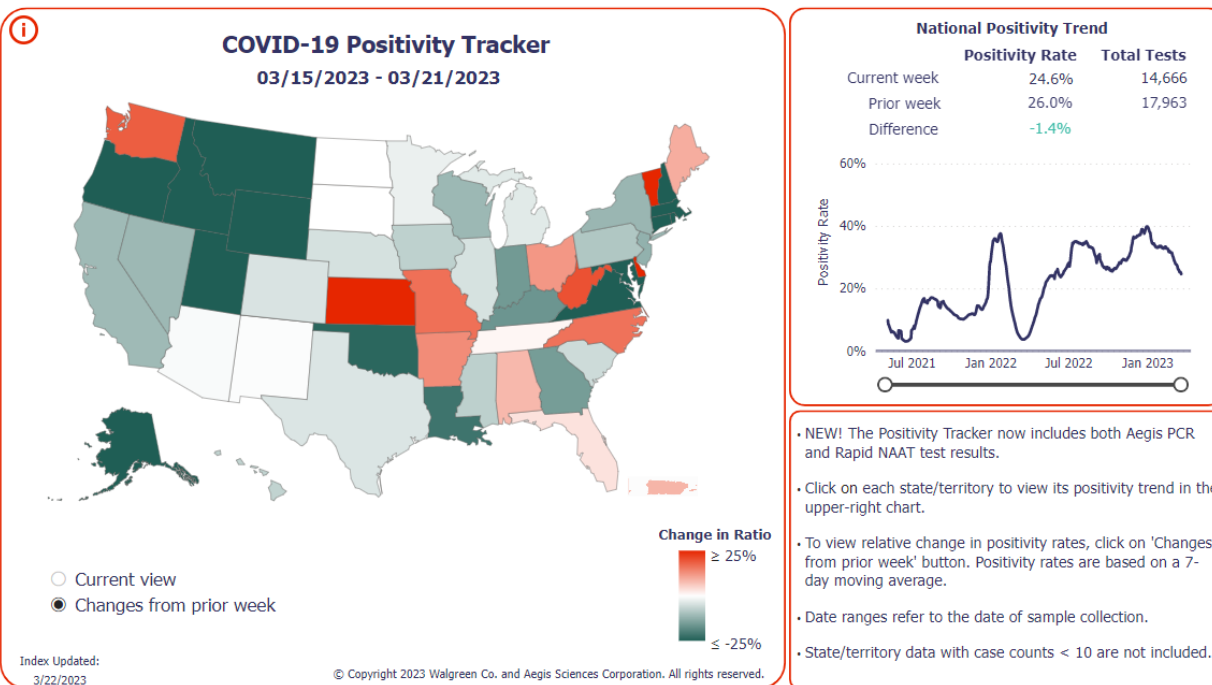 i
COVID-19 Positivity Tracker
03/15/2023 - 03/21/2023
Change in Ratio
≥ 25%
≤ -25%
Current view
Changes from prior week
Index Updated:
3/22/2023
© Copyright 2023 Walgreen Co. and Aegis Sciences Corporation. All rights reserved.
National Positivity Trend
Positivity Rate Total Tests
Current week 24.6% 14,666
Prior week 26.0% 17,963
Difference -1.4%
Positivity Rate
60%
40%
20%
0%
Jul 2021 Jan 2022 Jul 2022 Jan 2023
• NEW! The Positivity Tracker now includes both Aegis PCR
and Rapid NAAT test results.
• Click on each state/territory to view its positivity trend in the
upper-right chart.
• To view relative change in positivity rates, click on 'Changes
from prior week' button. Positivity rates are based on a 7-
day moving average.
• Date ranges refer to the date of sample collection.
• State/territory data with case counts < 10 are not included.